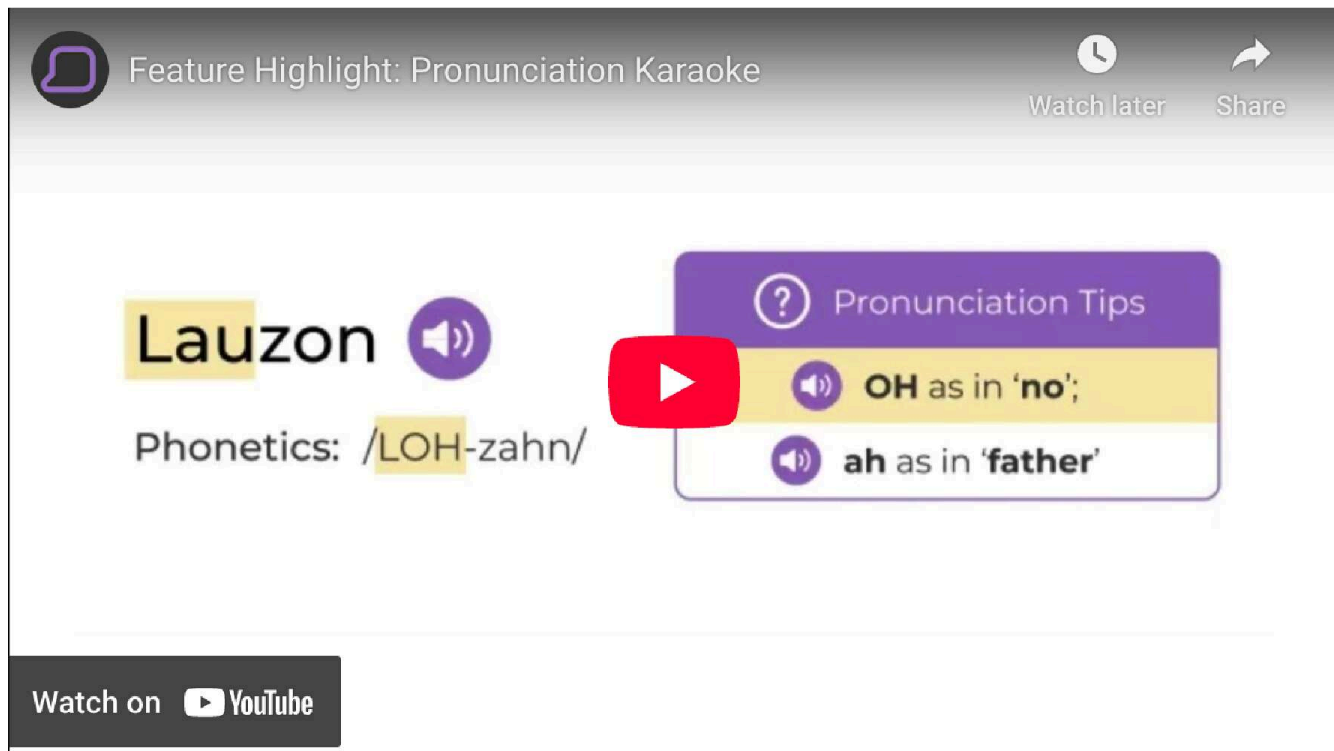 Feature Highlight: Pronunciation Karaoke
Watch later
Share
Lauzon
Phonetics: /LOH-zahn/
? Pronunciation Tips
OH as in ‘no’;
ah as in ‘father’
Watch on YouTube